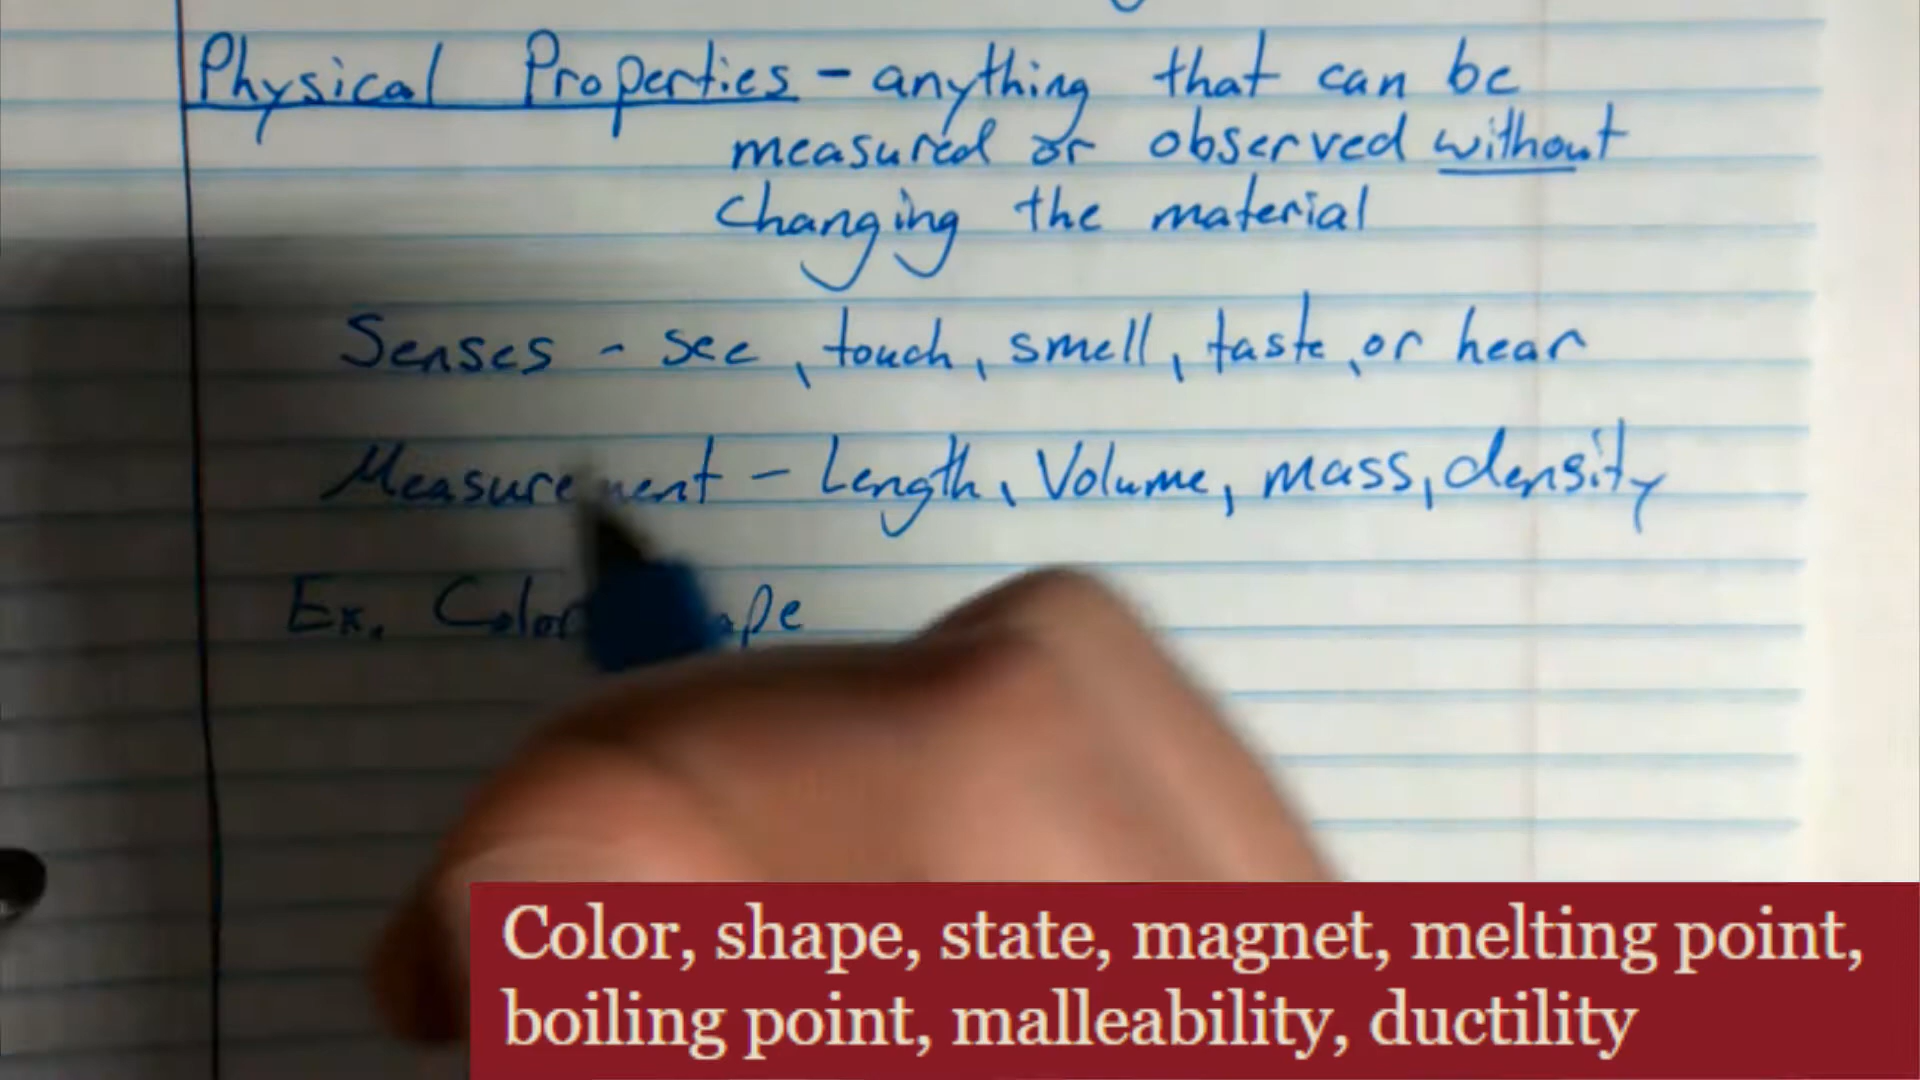 Physical Properties - anything that can be
measured or observed without
changing the material
Senses - see, touch, smell, taste, or hear
Measurement - Length, Volume, mass, density
Ex. Color
Color, shape, state, magnet, melting point,
boiling point, malleability, ductility